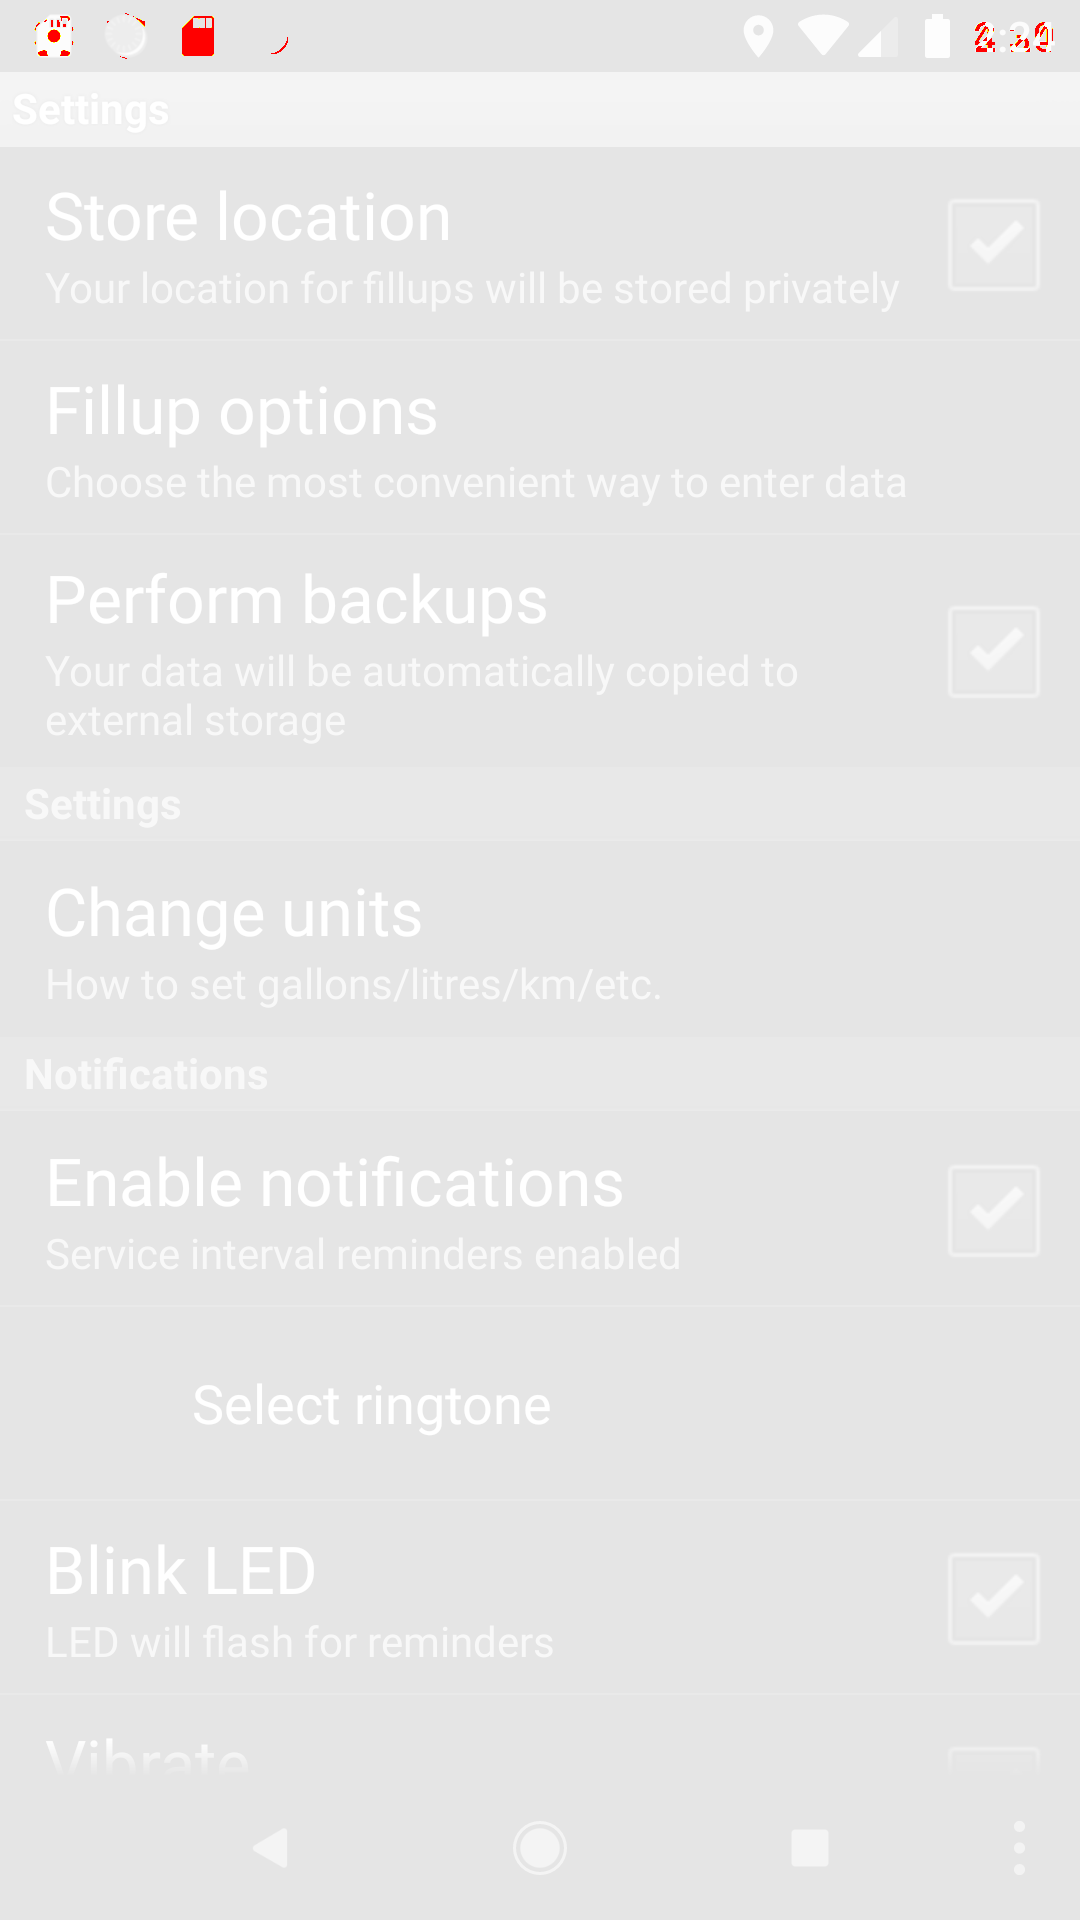 Settings
Store location
Your location for fillups will be stored privately
Fillup options
Choose the most convenient way to enter data
Perform backups
Your data will be automatically copied to
external storage
Settings
Change units
How to set gallons/litres/km/etc.
Notifications
Enable notifications
Service interval reminders enabled
Select ringtone
Blink LED
LED will flash for reminders
Vibrate